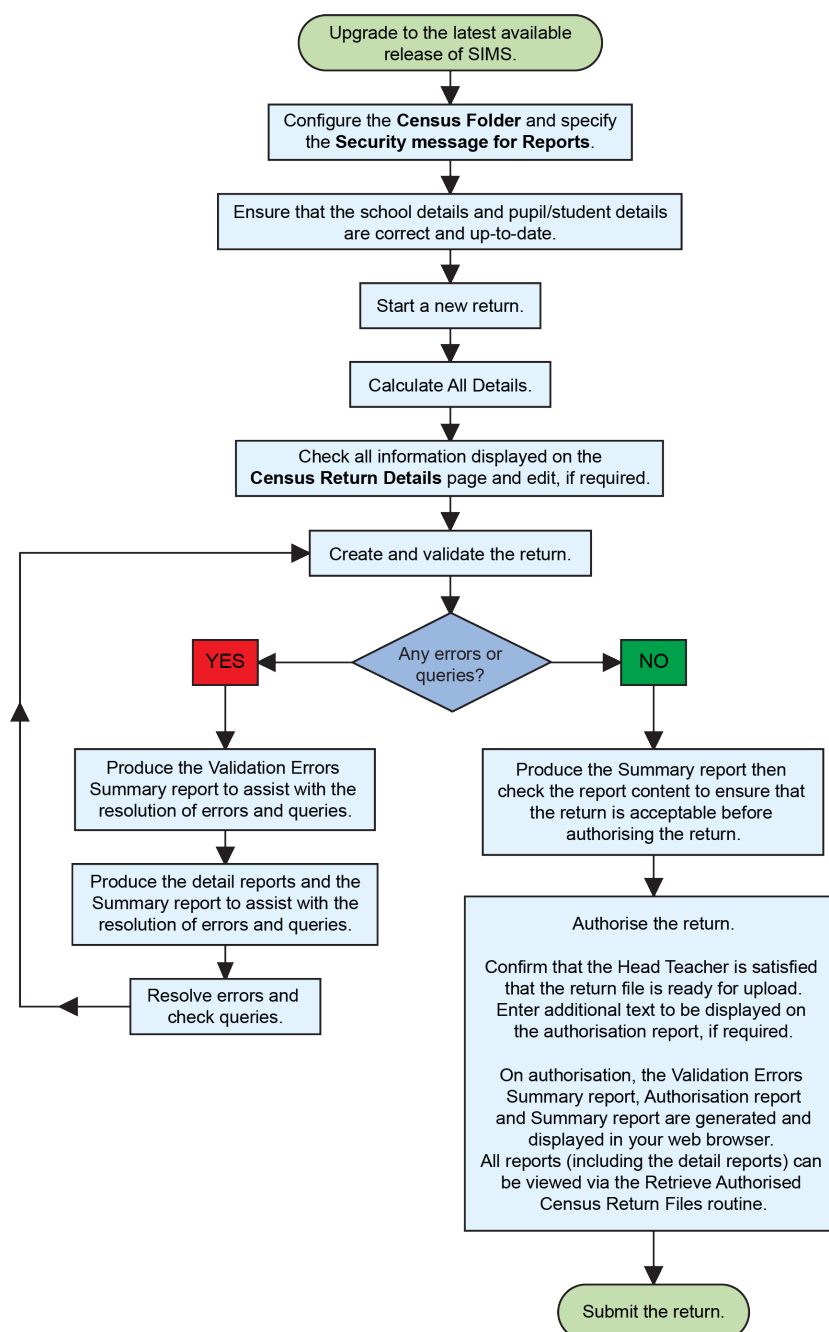 Upgrade to the latest available
release of SIMS.
Configure the Census Folder and specify
the Security message for Reports.
Ensure that the school details and pupil/student details
are correct and up-to-date.
Start a new return.
Calculate All Details.
Check all information displayed on the
Census Return Details page and edit, if required.
Create and validate the return.
Any errors or
queries?
YES
NO
Produce the Validation Errors
Summary report to assist with the
resolution of errors and queries.
Produce the detail reports and the
Summary report to assist with the
resolution of errors and queries.
Resolve errors and
check queries.
Produce the Summary report then
check the report content to ensure that
the return is acceptable before
authorising the return.
Authorise the return.
Confirm that the Head Teacher is satisfied
that the return file is ready for upload.
Enter additional text to be displayed on
the authorisation report, if required.
On authorisation, the Validation Errors
Summary report, Authorisation report
and Summary report are generated and
displayed in your web browser.
All reports (including the detail reports) can
be viewed via the Retrieve Authorised
Census Return Files routine.
Submit the return.